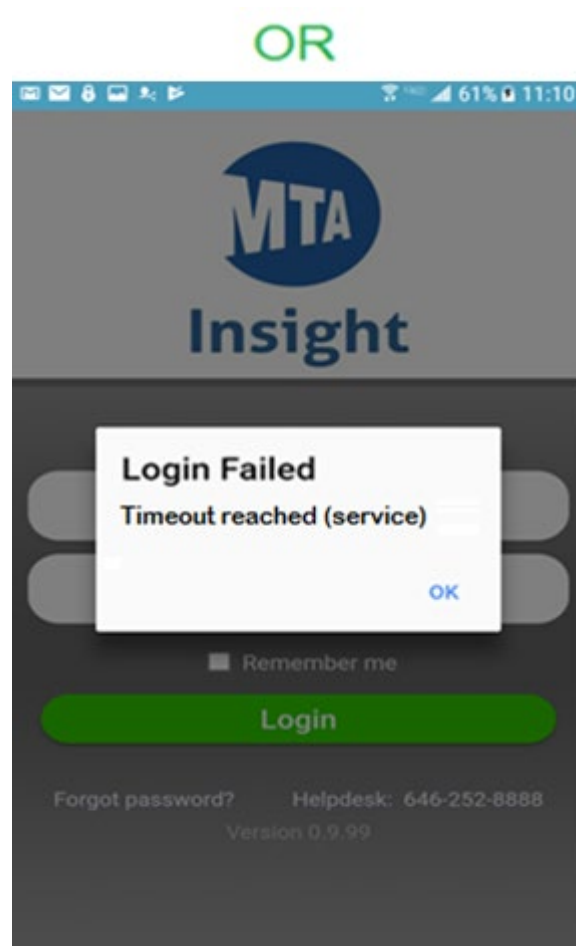 OR
61% 11:10
MTA
Insight
Login Failed
Timeout reached (service)
OK
Remember me
Login
Forgot password? Helpdesk: 646-252-8888
Version 0.9.99